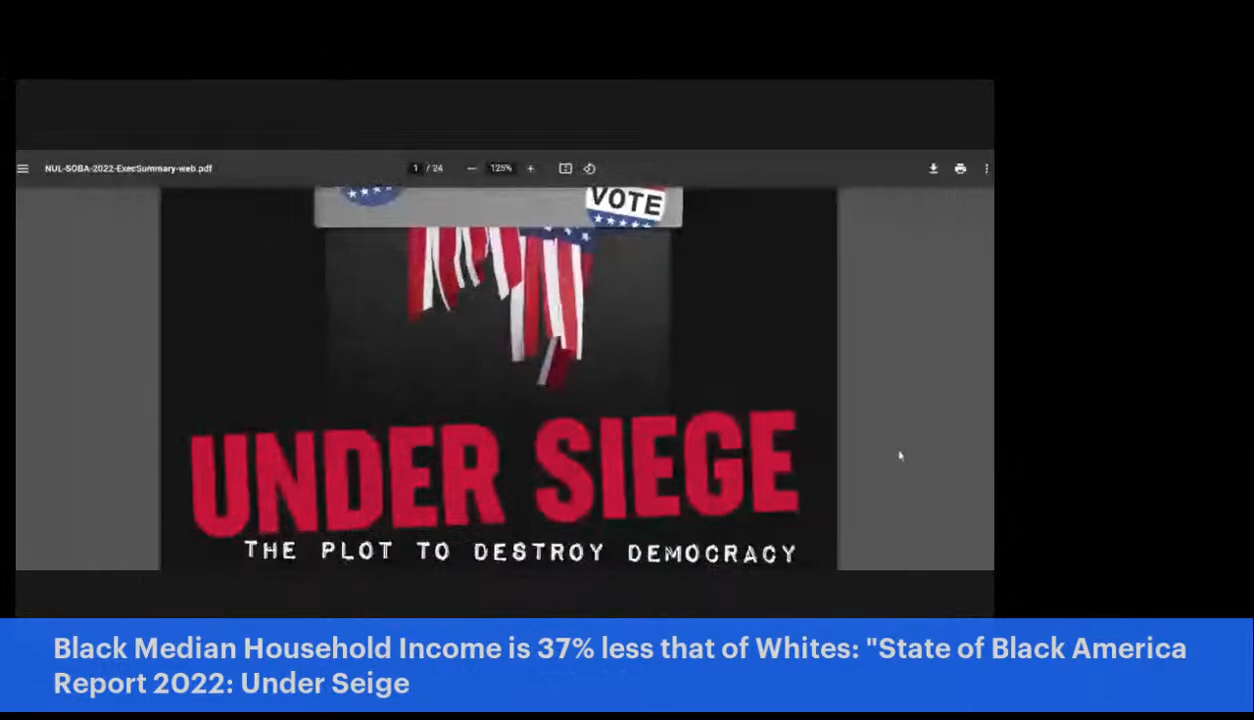 NUL-SOBA-2022-ExecSummary-web.pdf
1 / 24
125%
VOTE
UNDER SIEGE
THE PLOT TO DESTROY DEMOCRACY
Black Median Household Income is 37% less that of Whites: "State of Black America
Report 2022: Under Seige